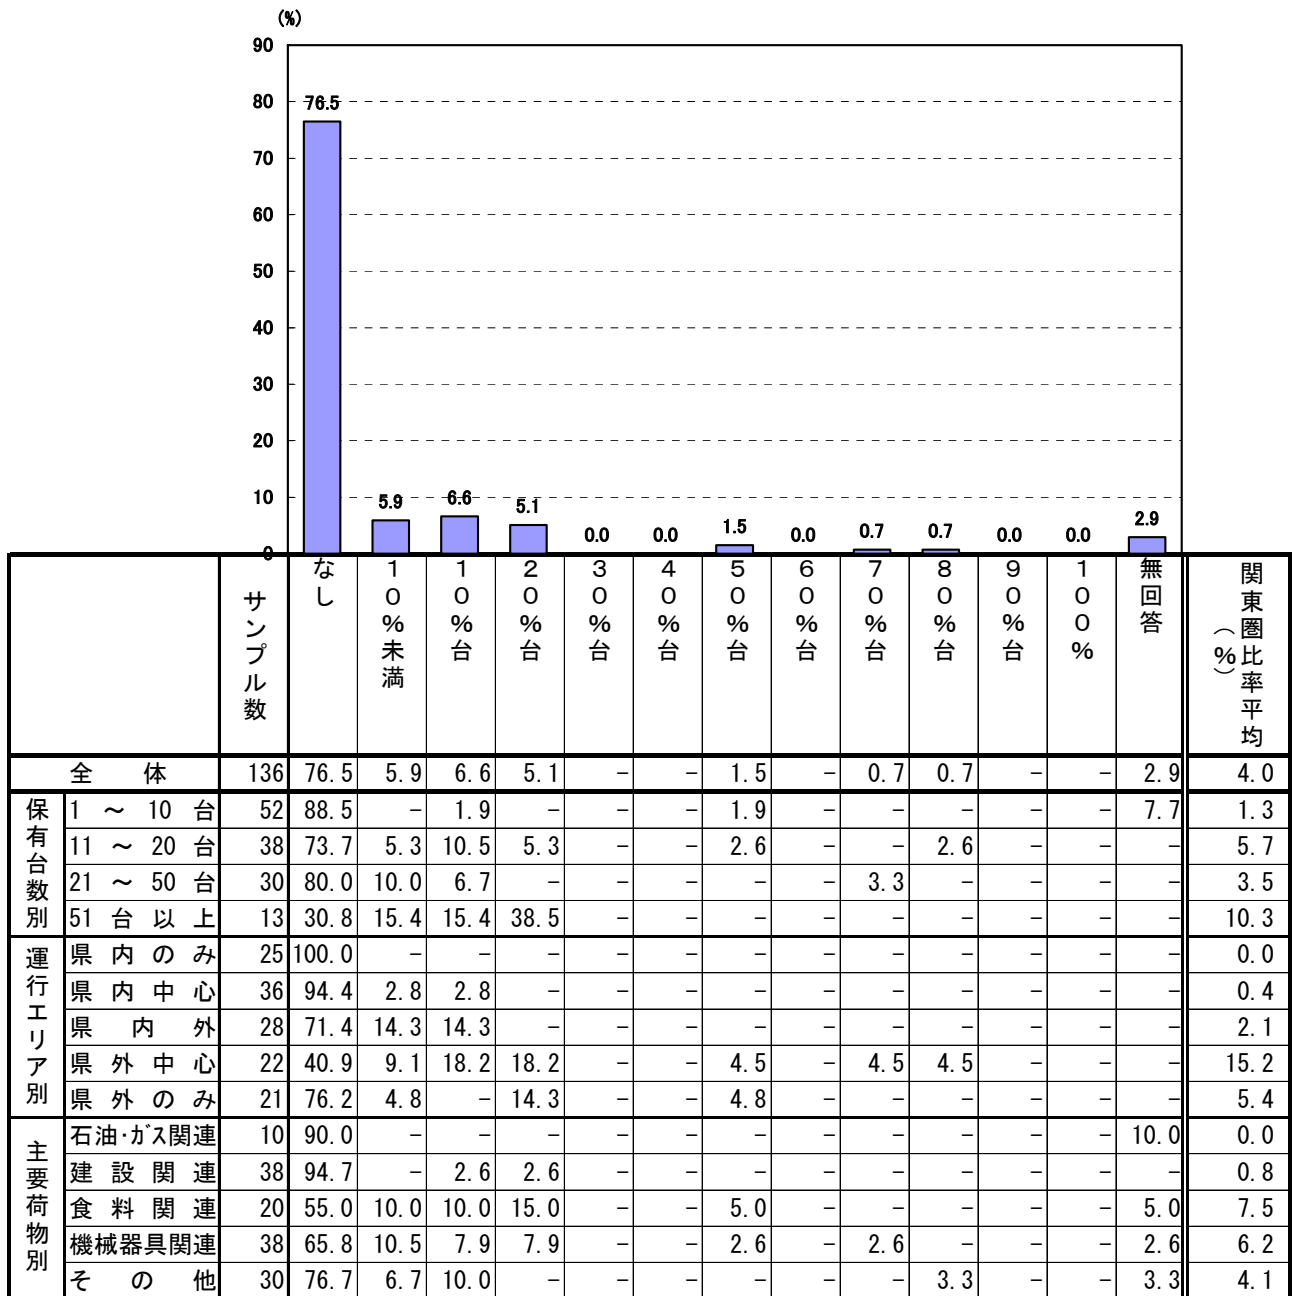 (%)
90
80
70
60
50
40
30
20
10
0
76.5
5.9
6.6
5.1
0.0
0.0
1.5
0.0
0.7
0.7
0.0
0.0
2.9
サンプル数
なし
10%未満
10%台
20%台
30%台
40%台
50%台
60%台
70%台
80%台
90%台
100%
無回答
関東圏比率平均(%)
全体 136 76.5 5.9 6.6 5.1 − − 1.5 − 0.7 0.7 − − 2.9 4.0
保有台数別
1 〜 10 台 52 88.5 − 1.9 − − − 1.9 − − − − − 7.7 1.3
11 〜 20 台 38 73.7 5.3 10.5 5.3 − − 2.6 − − 2.6 − − − 5.7
21 〜 50 台 30 80.0 10.0 6.7 − − − − − 3.3 − − − − 3.5
51 台以上 13 30.8 15.4 15.4 38.5 − − − − − − − − − 10.3
運行エリア別
県内のみ 25 100.0 − − − − − − − − − − − − 0.0
県内中心 36 94.4 2.8 2.8 − − − − − − − − − − 0.4
県内外 28 71.4 14.3 14.3 − − − − − − − − − − 2.1
県外中心 22 40.9 9.1 18.2 18.2 − − 4.5 − 4.5 4.5 − − − 15.2
県外のみ 21 76.2 4.8 − 14.3 − − 4.8 − − − − − − 5.4
主要荷物別
石油・ガス関連 10 90.0 − − − − − − − − − − − 10.0 0.0
建設関連 38 94.7 − 2.6 2.6 − − − − − − − − − 0.8
食料関連 20 55.0 10.0 10.0 15.0 − − 5.0 − − − − − 5.0 7.5
機械器具関連 38 65.8 10.5 7.9 7.9 − − 2.6 − 2.6 − − − 2.6 6.2
その他 30 76.7 6.7 10.0 − − − − − − 3.3 − − 3.3 4.1